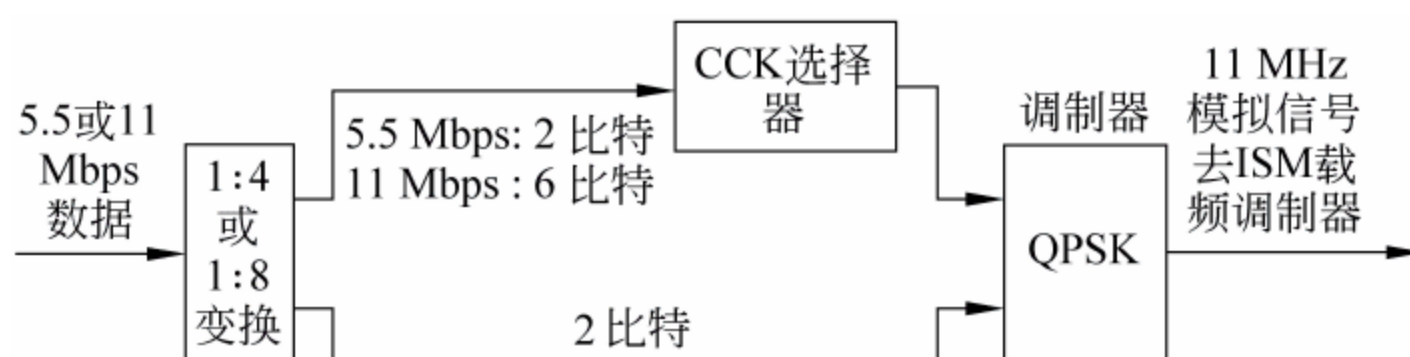 5.5或11
Mbps
数据
1:4
或
1:8
变换
5.5 Mbps: 2 比特
11 Mbps : 6 比特
CCK选择
器
2 比特
调制器
QPSK
11 MHz
模拟信号
去ISM载
频调制器